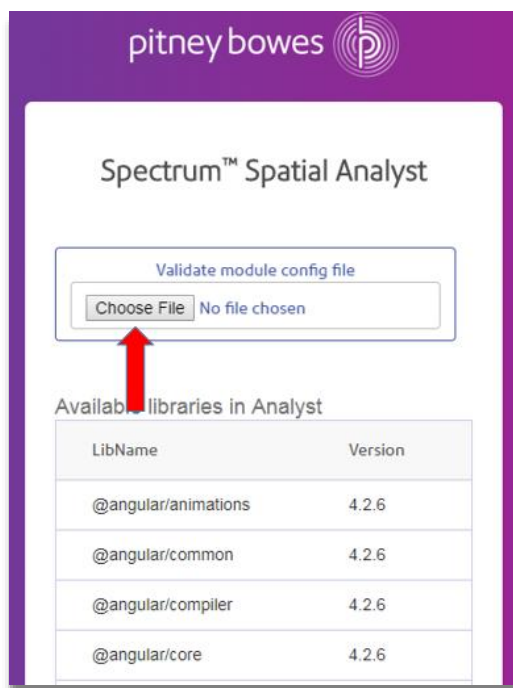 pitney bowes
Spectrum™ Spatial Analyst
Validate module config file
Choose File No file chosen
Available libraries in Analyst
LibName Version
@angular/animations 4.2.6
@angular/common 4.2.6
@angular/compiler 4.2.6
@angular/core 4.2.6